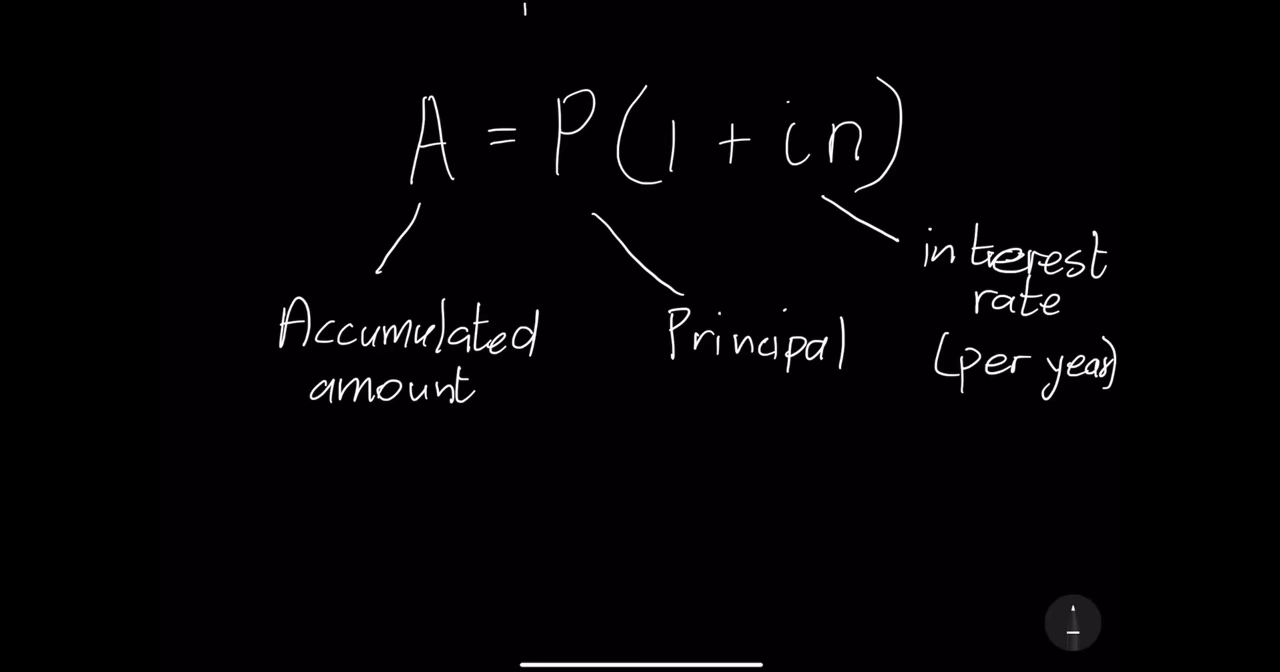 A = P(1 + in)
Accumulated
amount
Principal
interest
rate
(per year)